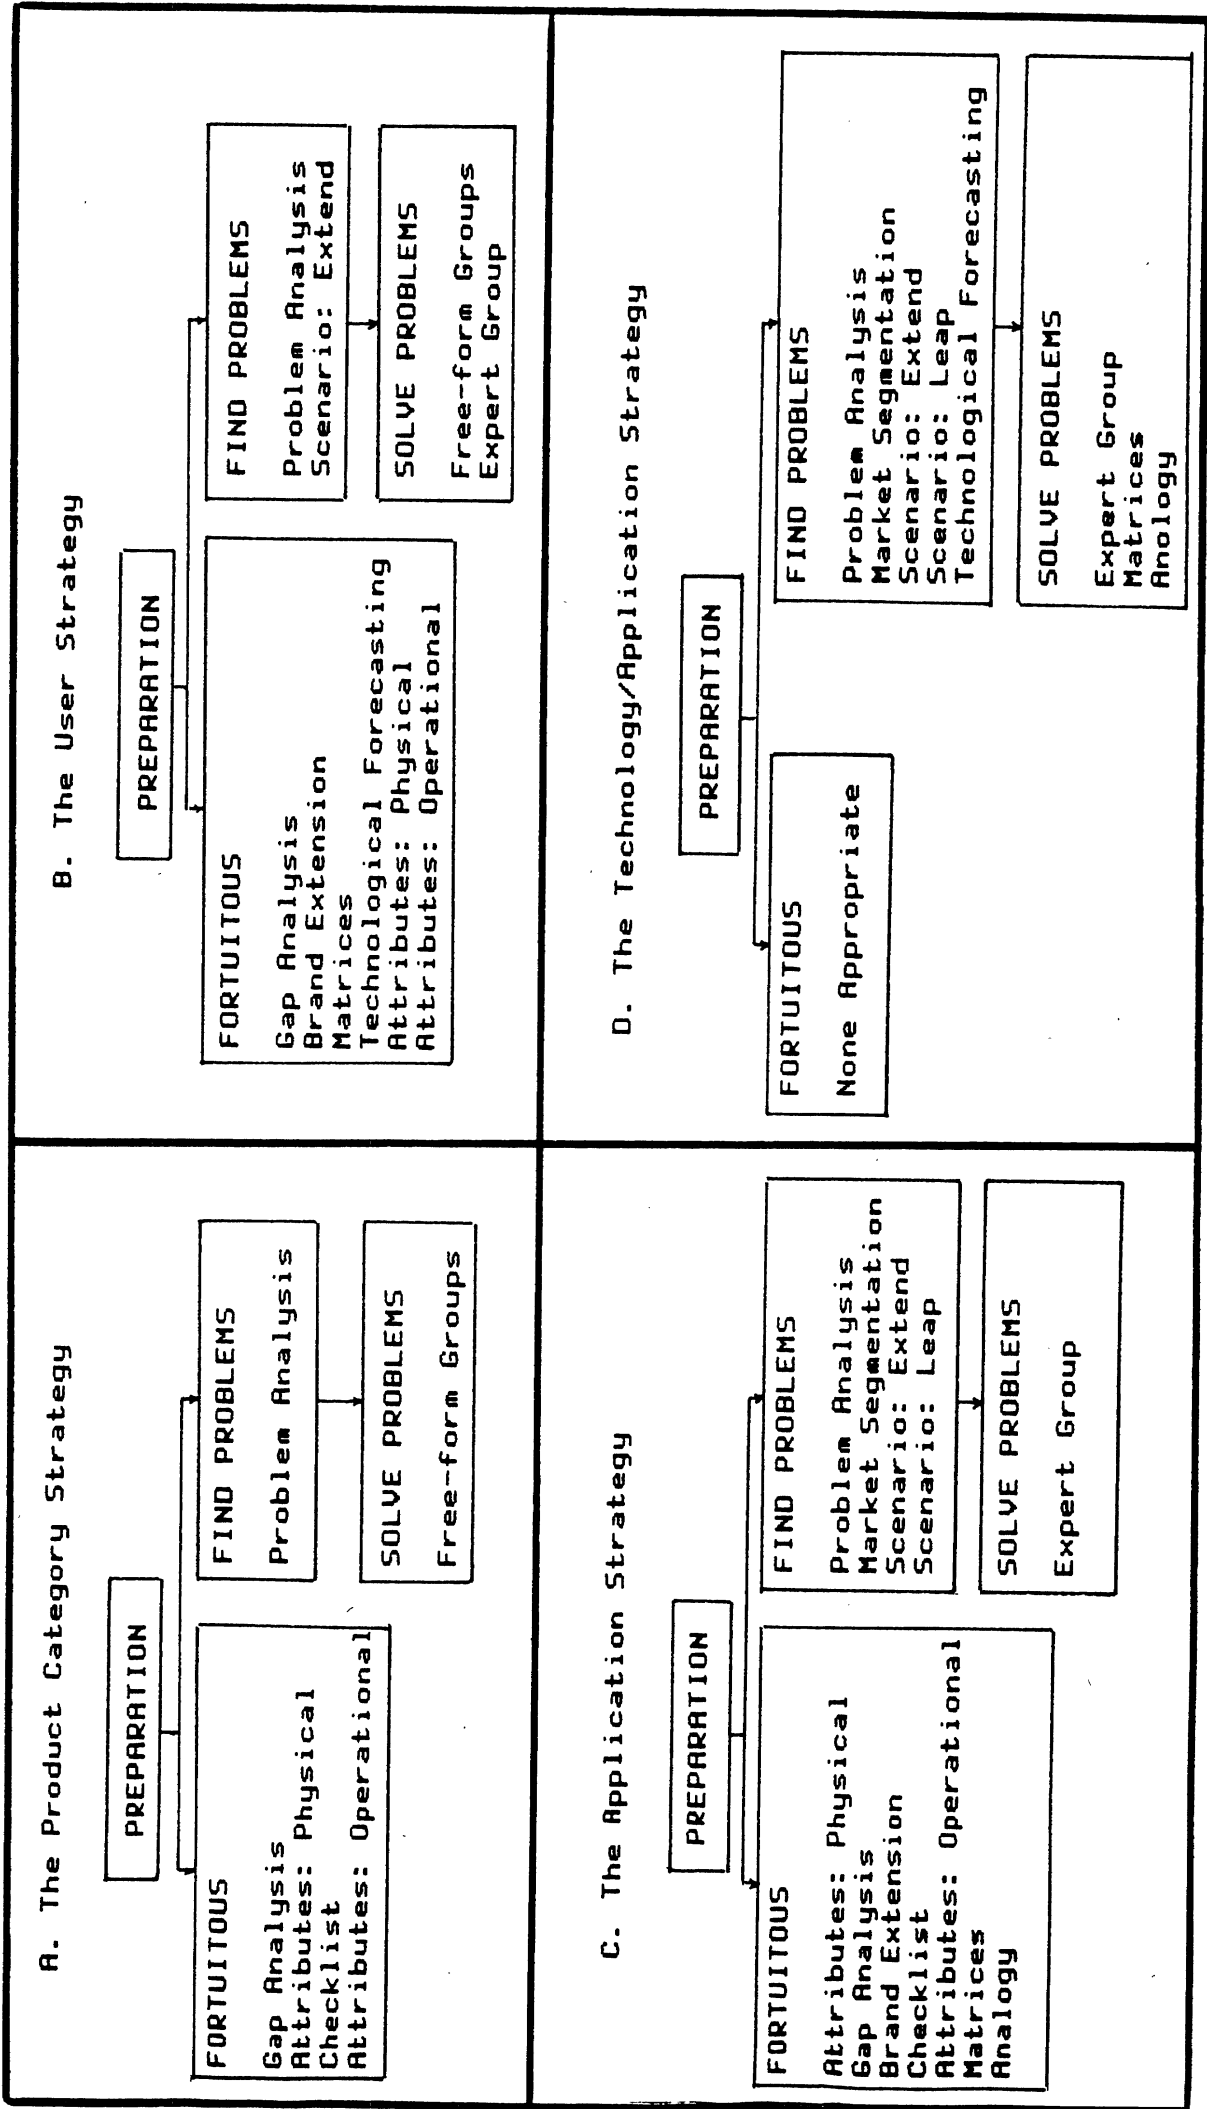 A. The Product Category Strategy
PREPARATION
FORTUITOUS
Gap Analysis
Attributes: Physical
Checklist
Attributes: Operational
FIND PROBLEMS
Problem Analysis
SOLVE PROBLEMS
Free-form Groups
B. The User Strategy
PREPARATION
FORTUITOUS
Gap Analysis
Brand Extension
Matrices
Technological Forecasting
Attributes: Physical
Attributes: Operational
FIND PROBLEMS
Problem Analysis
Scenario: Extend
SOLVE PROBLEMS
Free-form Groups
Expert Group
C. The Application Strategy
PREPARATION
FORTUITOUS
Attributes: Physical
Gap Analysis
Brand Extension
Checklist
Attributes: Operational
Matrices
Analogy
FIND PROBLEMS
Problem Analysis
Market Segmentation
Scenario: Extend
Scenario: Leap
SOLVE PROBLEMS
Expert Group
D. The Technology/Application Strategy
PREPARATION
FORTUITOUS
None Appropriate
FIND PROBLEMS
Problem Analysis
Market Segmentation
Scenario: Extend
Scenario: Leap
Technological Forecasting
SOLVE PROBLEMS
Expert Group
Matrices
Anology